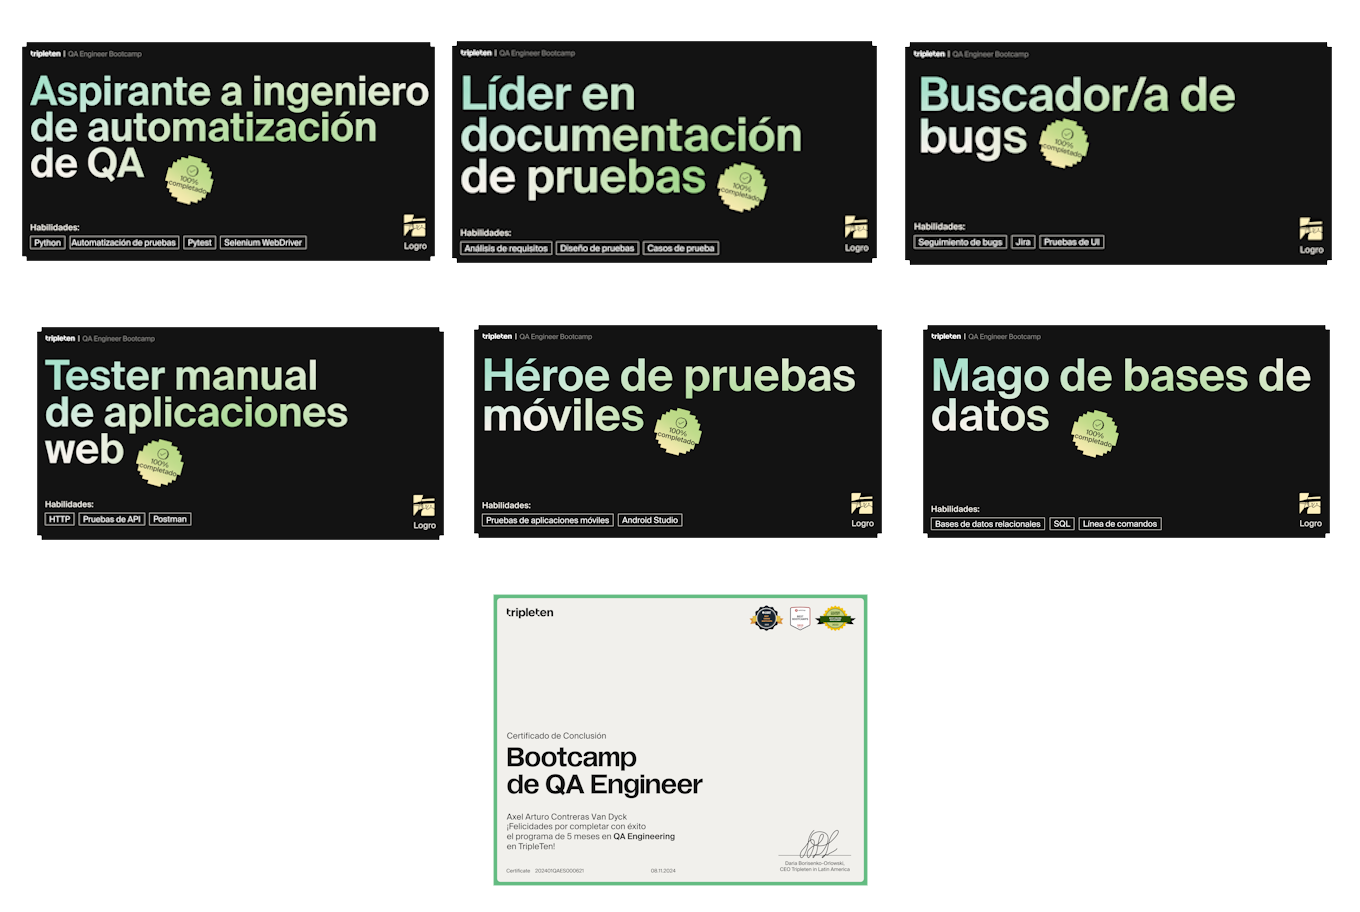 tripleten | QA Engineer Bootcamp
Aspirante a ingeniero
de automatización
de QA
100%
completado
Habilidades:
Python
Automatización de pruebas
Pytest
Selenium WebDriver
Logro
tripleten | QA Engineer Bootcamp
Líder en
documentación
de pruebas
100%
completado
Habilidades:
Análisis de requisitos
Diseño de pruebas
Casos de prueba
Logro
tripleten | QA Engineer Bootcamp
Buscador/a de
bugs
100%
completado
Habilidades:
Seguimiento de bugs
Jira
Pruebas de UI
Logro
tripleten | QA Engineer Bootcamp
Tester manual
de aplicaciones
web
100%
completado
Habilidades:
HTTP
Pruebas de API
Postman
Logro
tripleten | QA Engineer Bootcamp
Héroe de pruebas
móviles
100%
completado
Habilidades:
Pruebas de aplicaciones móviles
Android Studio
Logro
tripleten | QA Engineer Bootcamp
Mago de bases de
datos
100%
completado
Habilidades:
Bases de datos relacionales
SQL
Línea de comandos
Logro
tripleten
Certificado de Conclusión
Bootcamp
de QA Engineer
Axel Arturo Contreras Van Dyck
¡Felicidades por completar con éxito
el programa de 5 meses en QA Engineering
en TripleTen!
Daria Borisenko-Orlowski,
CEO Tripleten in Latin America
Certificate 202401QAES000621
08.11.2024